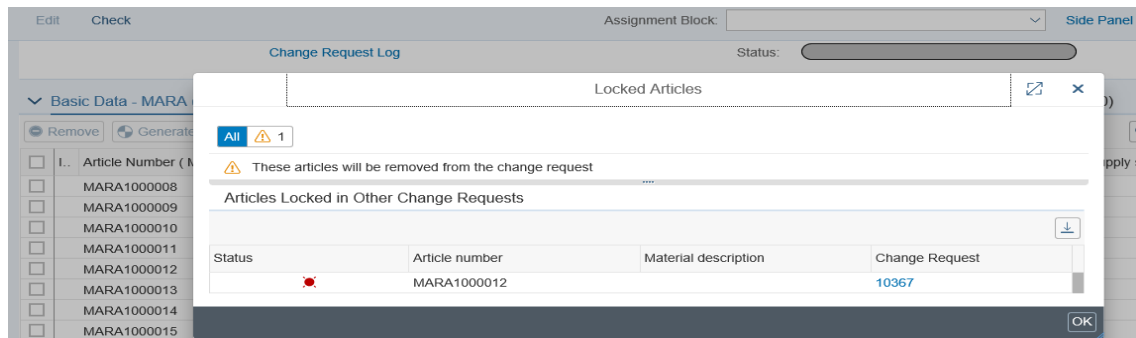 Edit Check Assignment Block: Side Panel
Change Request Log Status:
Basic Data - MARA
Locked Articles
Remove Generate
All 1
I.. Article Number ( M
These articles will be removed from the change request
MARA1000008
Articles Locked in Other Change Requests
MARA1000009
MARA1000010
MARA1000011
Status Article number Material description Change Request
MARA1000012
MARA1000012 10367
MARA1000013
MARA1000014
MARA1000015
OK